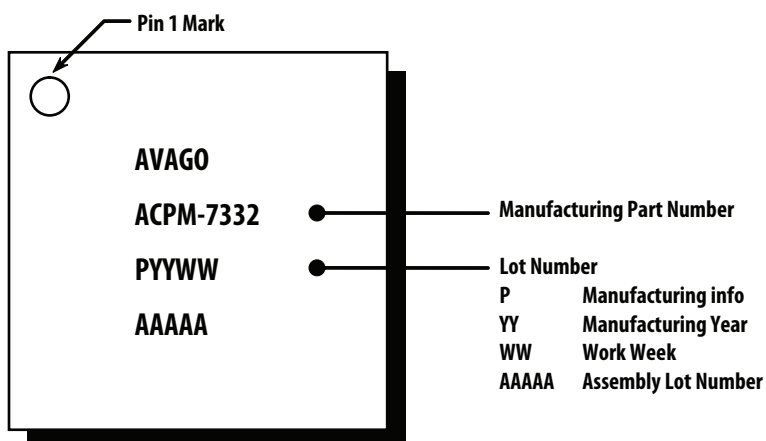 Pin 1 Mark
AVAGO
ACPM-7332
Manufacturing Part Number
PYYWW
Lot Number
P Manufacturing info
YY Manufacturing Year
AAAAA
WW Work Week
AAAAA Assembly Lot Number